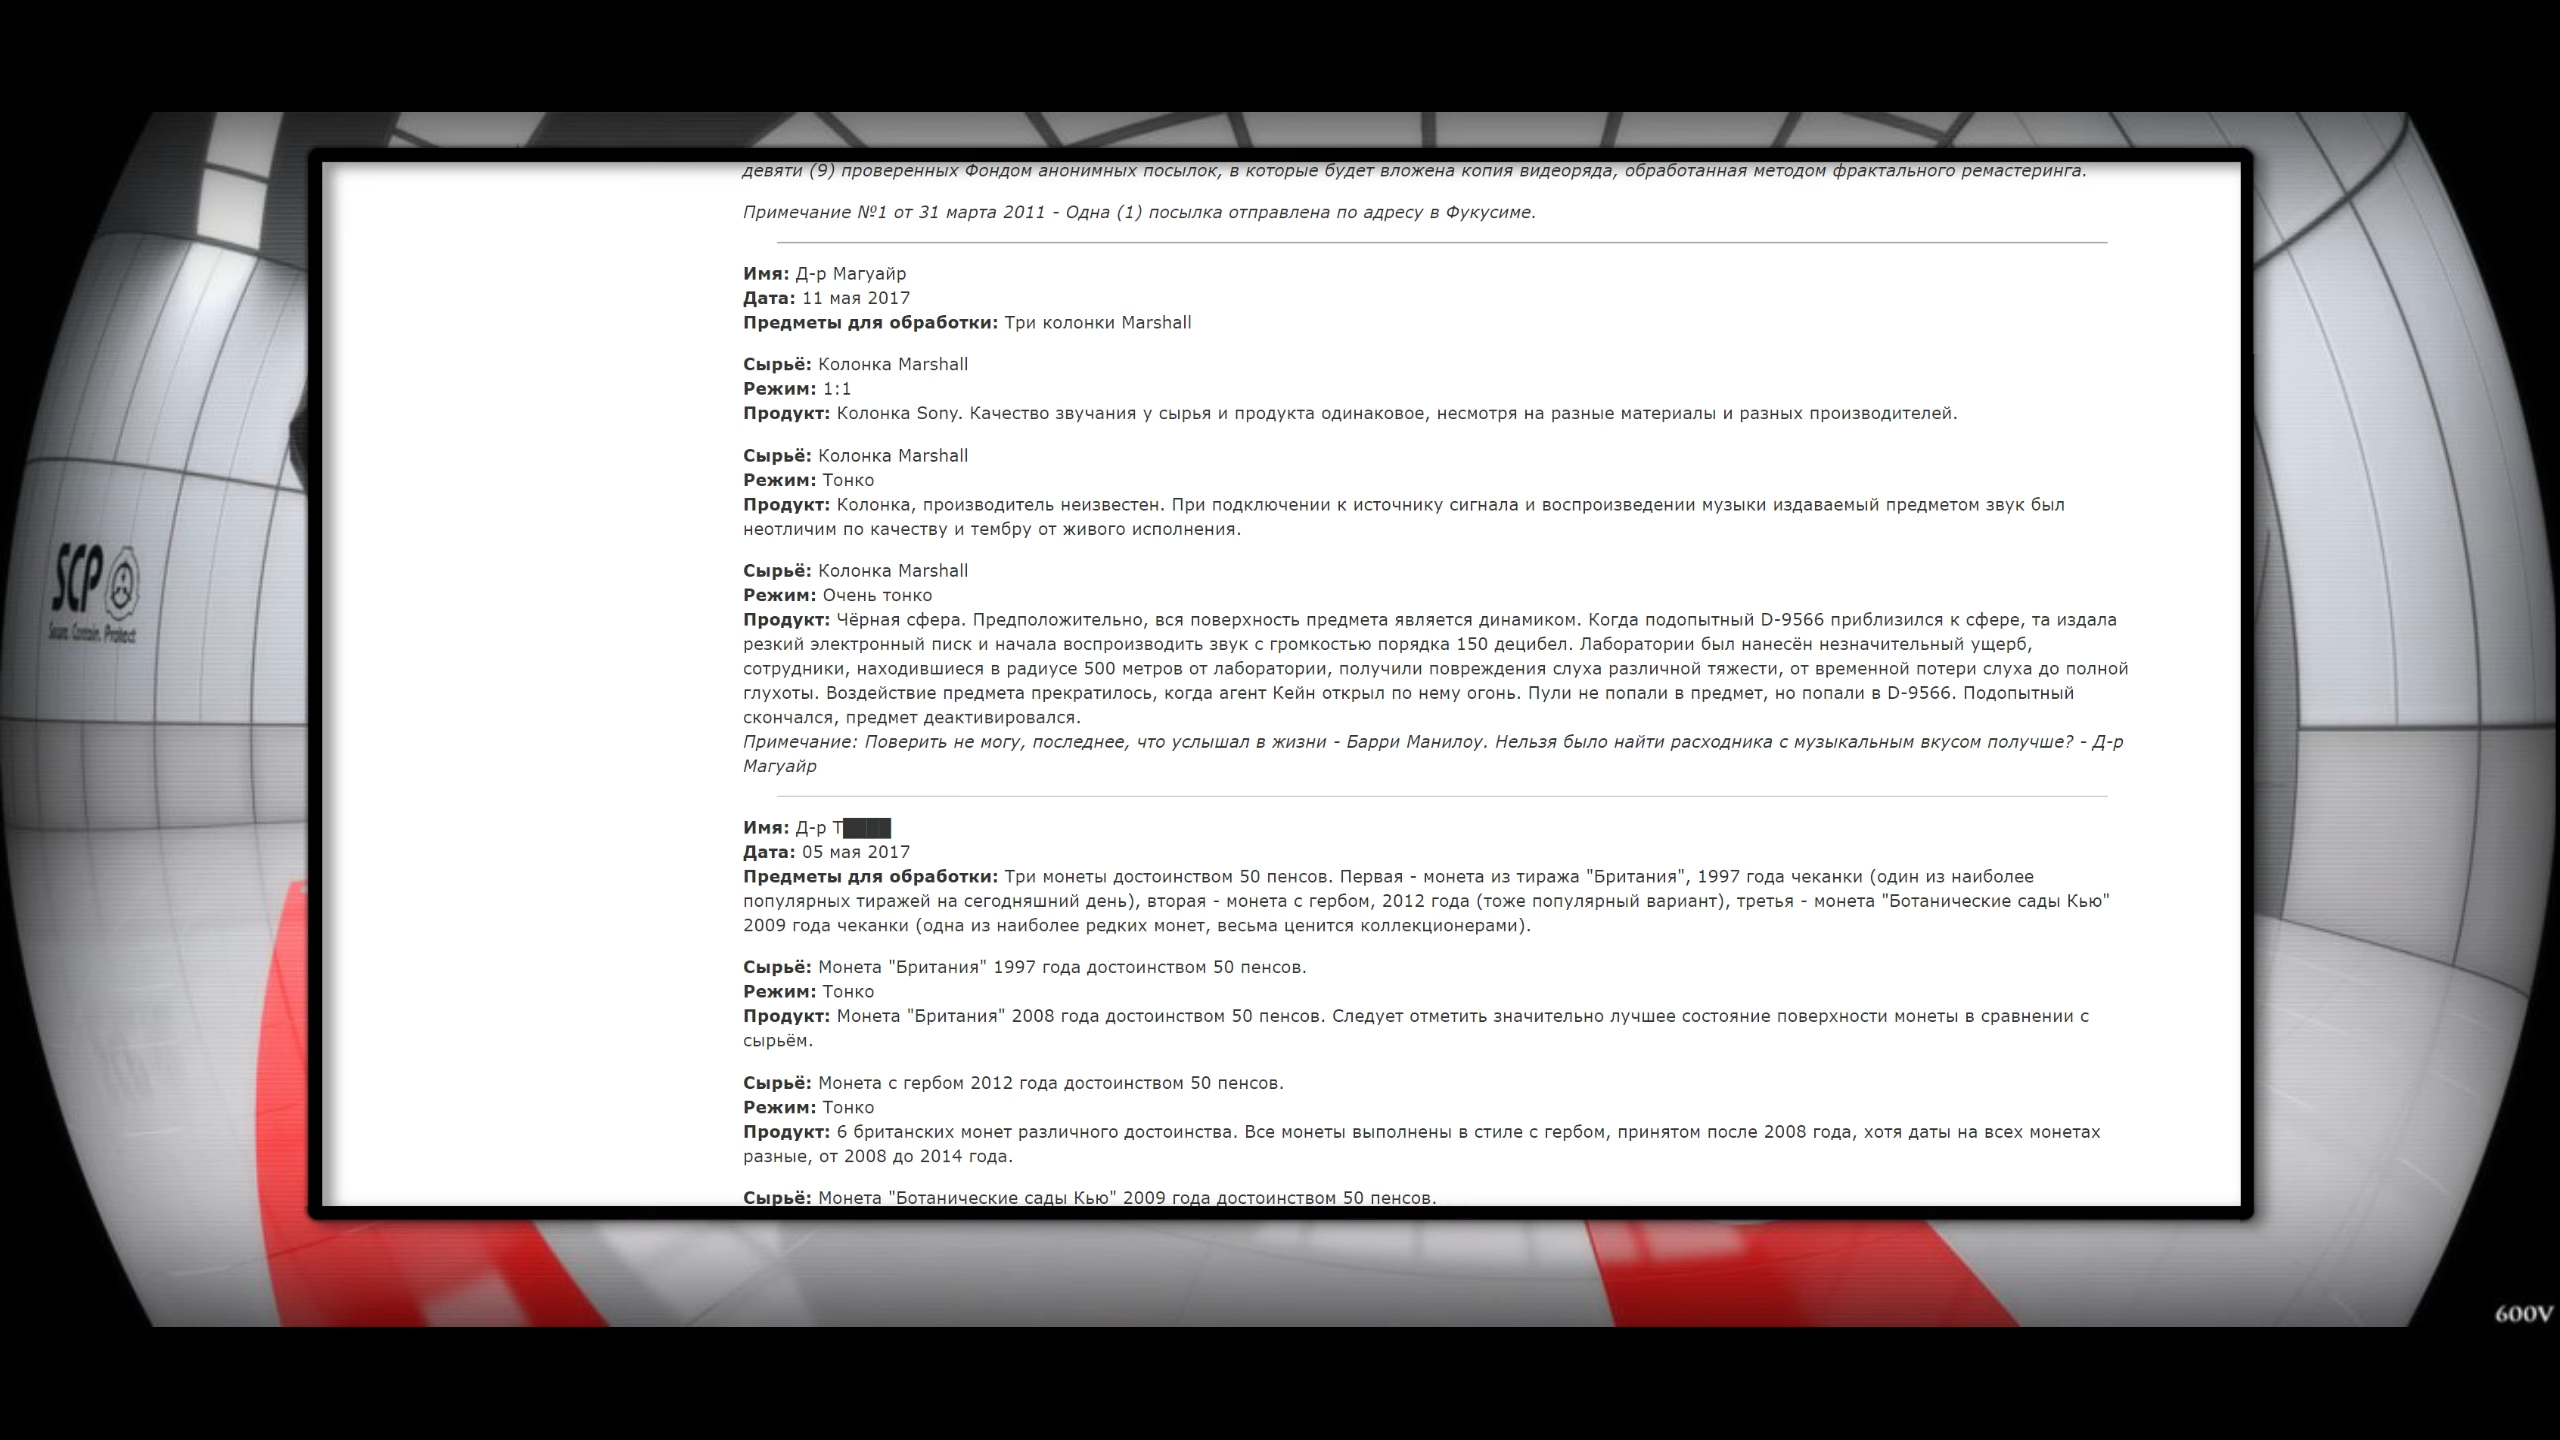 девяти (9) проверенных Фондом анонимных посылок, в которые будет вложена копия видеоряда, обработанная методом фрактального ремастеринга.
Примечание №1 от 31 марта 2011 - Одна (1) посылка отправлена по адресу в Фукусиме.
Имя: Д-р Магуайр
Дата: 11 мая 2017
Предметы для обработки: Три колонки Marshall
Сырьё: Колонка Marshall
Режим: 1:1
Продукт: Колонка Sony. Качество звучания у сырья и продукта одинаковое, несмотря на разные материалы и разных производителей.
Сырьё: Колонка Marshall
Режим: Тонко
Продукт: Колонка, производитель неизвестен. При подключении к источнику сигнала и воспроизведении музыки издаваемый предметом звук был
неотличим по качеству и тембру от живого исполнения.
Сырьё: Колонка Marshall
Режим: Очень тонко
Продукт: Чёрная сфера. Предположительно, вся поверхность предмета является динамиком. Когда подопытный D-9566 приблизился к сфере, та издала
резкий электронный писк и начала воспроизводить звук с громкостью порядка 150 децибел. Лаборатории был нанесён незначительный ущерб,
сотрудники, находившиеся в радиусе 500 метров от лаборатории, получили повреждения слуха различной тяжести, от временной потери слуха до полной
глухоты. Воздействие предмета прекратилось, когда агент Кейн открыл по нему огонь. Пули не попали в предмет, но попали в D-9566. Подопытный
скончался, предмет деактивировался.
Примечание: Поверить не могу, последнее, что услышал в жизни - Барри Манилоу. Нельзя было найти расходника с музыкальным вкусом получше? - Д-р
Магуайр
Имя: Д-р Т████
Дата: 05 мая 2017
Предметы для обработки: Три монеты достоинством 50 пенсов. Первая - монета из тиража "Британия", 1997 года чеканки (один из наиболее
популярных тиражей на сегодняшний день), вторая - монета с гербом, 2012 года (тоже популярный вариант), третья - монета "Ботанические сады Кью"
2009 года чеканки (одна из наиболее редких монет, весьма ценится коллекционерами).
Сырьё: Монета "Британия" 1997 года достоинством 50 пенсов.
Режим: Тонко
Продукт: Монета "Британия" 2008 года достоинством 50 пенсов. Следует отметить значительно лучшее состояние поверхности монеты в сравнении с
сырьём.
Сырьё: Монета с гербом 2012 года достоинством 50 пенсов.
Режим: Тонко
Продукт: 6 британских монет различного достоинства. Все монеты выполнены в стиле с гербом, принятом после 2008 года, хотя даты на всех монетах
разные, от 2008 до 2014 года.
Сырьё: Монета "Ботанические сады Кью" 2009 года достоинством 50 пенсов.
SCP
Secure. Contain. Protect
600V